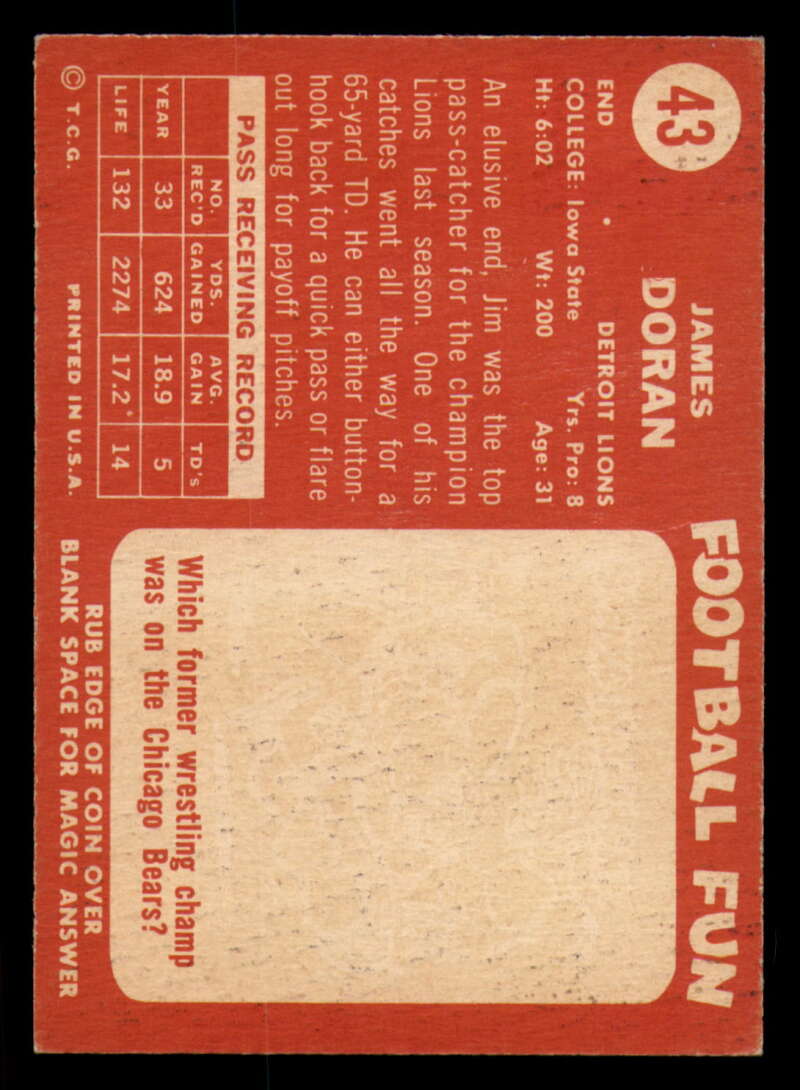 43
JAMES
DORAN
END
DETROIT LIONS
COLLEGE: Iowa State
Yrs. Pro: 8
Ht: 6:02
Wt: 200
Age: 31
An elusive end, Jim was the top
pass-catcher for the champion
Lions last season. One of his
catches went all the way for a
65-yard TD. He can either button-
hook back for a quick pass or flare
out long for payoff pitches.
PASS RECEIVING RECORD
NO. YDS. AVG.
REC'D GAINED GAIN TD's
YEAR 33 624 18.9 5
LIFE 132 2274 17.2 14
© T.C.G.
PRINTED IN U.S.A.
FOOTBALL FUN
Which former wrestling champ
was on the Chicago Bears?
RUB EDGE OF COIN OVER
BLANK SPACE FOR MAGIC ANSWER